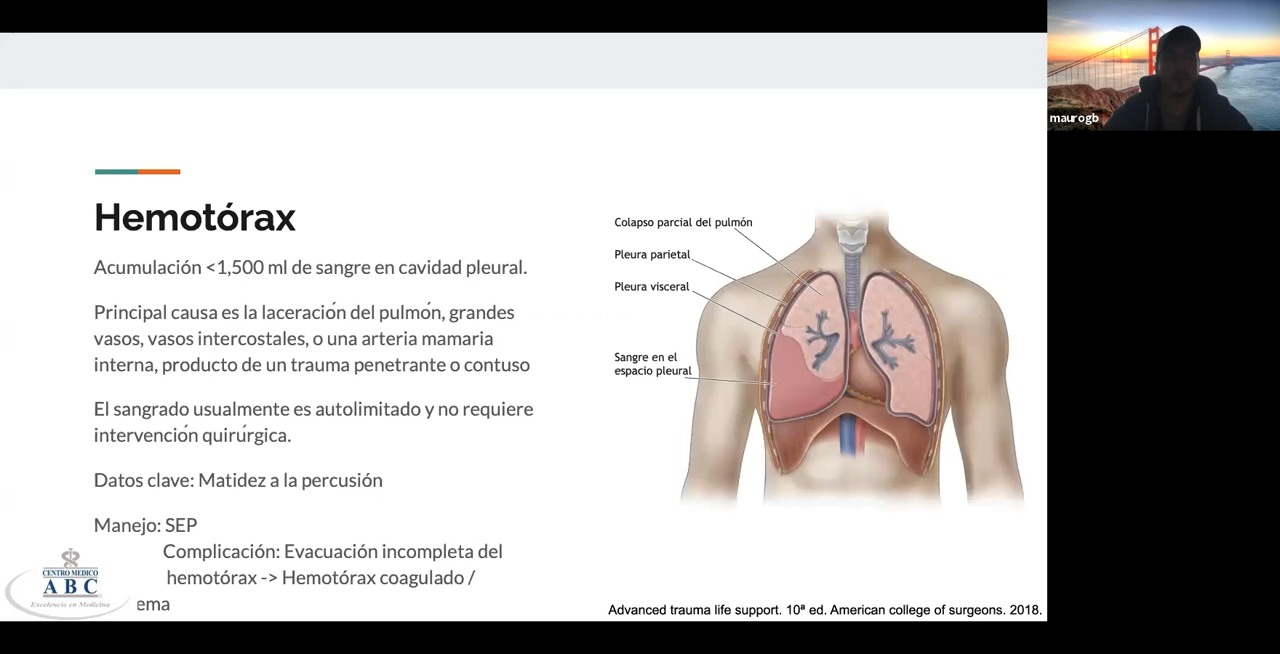 Hemotórax
Acumulación <1,500 ml de sangre en cavidad pleural.
Principal causa es la laceración del pulmón, grandes
vasos, vasos intercostales, o una arteria mamaria
interna, producto de un trauma penetrante o contuso
El sangrado usualmente es autolimitado y no requiere
intervención quirúrgica.
Datos clave: Matidez a la percusión
Manejo: SEP
Complicación: Evacuación incompleta del
hemotórax -> Hemotórax coagulado /
ema
CENTRO MEDICO
ABC
Excelencia en Medicina
Colapso parcial del pulmón
Pleura parietal
Pleura visceral
Sangre en el
espacio pleural
Advanced trauma life support. 10ª ed. American college of surgeons. 2018.
maurogb